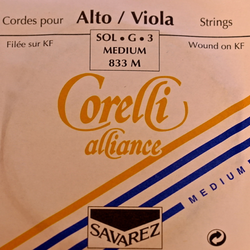 Cordes pour Alto / Viola Strings
Filée sur KF SOL • G • 3 Wound on KF
MEDIUM
833 M
Corelli
alliance
MEDIUM
SAVAREZ